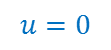 u = 0